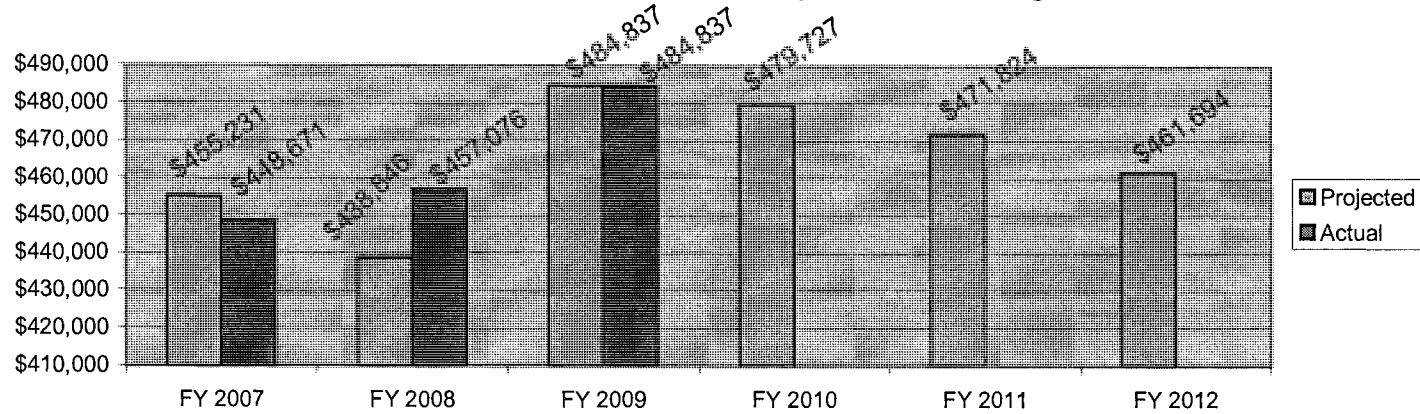 $484,837
$484,837
$479,727
$471,824
$461,694
$455,231
$448,671
$438,846
$457,076
$490,000
$480,000
$470,000
$460,000
$450,000
$440,000
$430,000
$420,000
$410,000
FY 2007
FY 2008
FY 2009
FY 2010
FY 2011
FY 2012
Projected
Actual